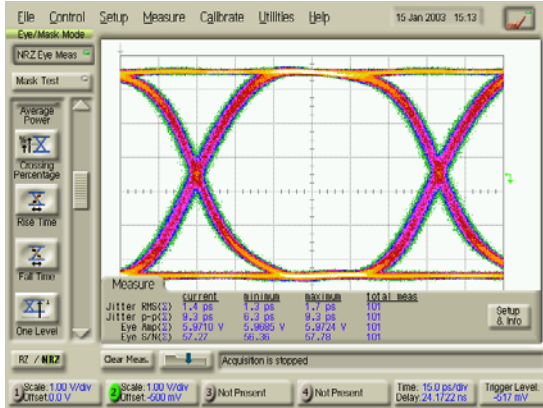 File Control Setup Measure Calibrate Utilities Help 15 Jan 2003 15:13
Eye/Mask Mode
NRZ Eye Meas
Mask Test
Average
Power
Crossing
Percentage
Rise Time
Fall Time
One Level
Measure
current minimum maximum total meas
Jitter RMS(Σ) 1.4 ps 1.3 ps 1.7 ps 101
Jitter p-p(Σ) 9.3 ps 6.3 ps 9.3 ps 101
Eye Amp(Σ) 5.9710 V 5.9685 V 5.9724 V 101
Eye S/N(Σ) 57.27 56.36 57.78 101
Setup
& Info
RZ / NRZ
Clear Meas.
Acquisition is stopped
1 Scale:1.00 V/div
Offset:0.0 V
2 Scale:1.00 V/div
Offset:-600 mV
3 Not Present
4 Not Present
Time: 15.0 ps/div
Delay:24.1722 ns
Trigger Level:
-517 mV